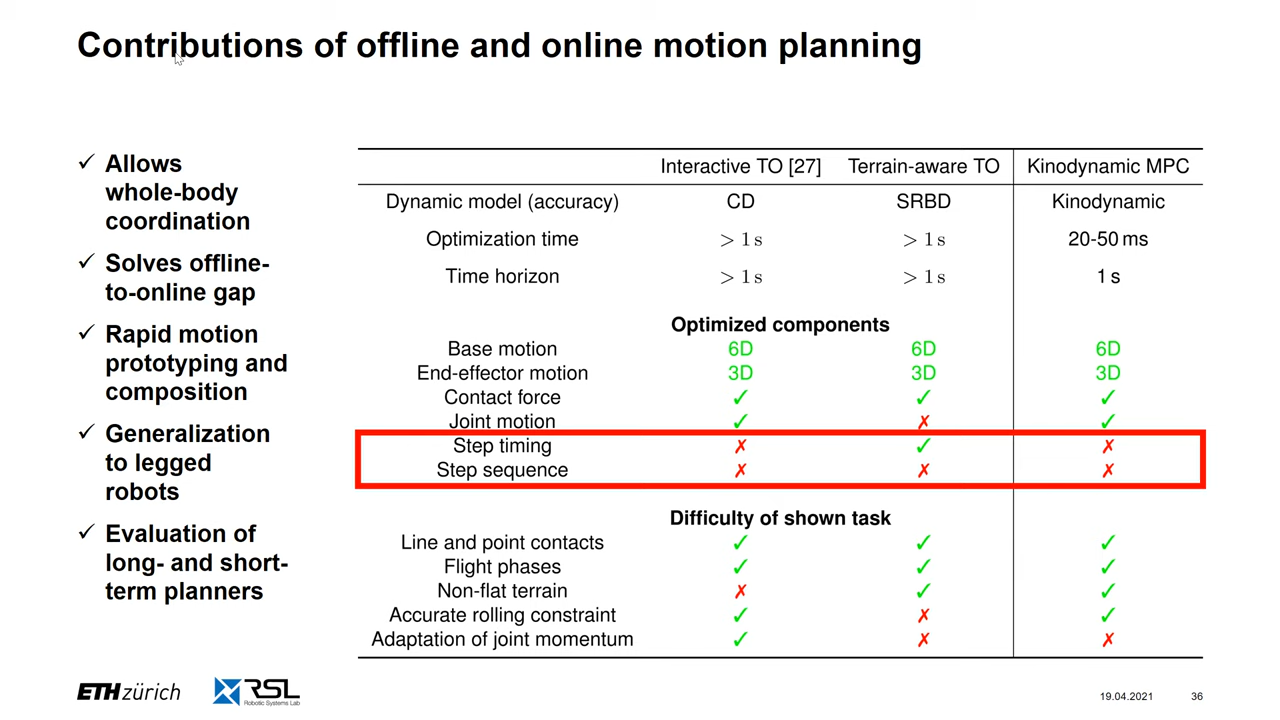 Contributions of offline and online motion planning
✓ Allows
whole-body
coordination
✓ Solves offline-
to-online gap
✓ Rapid motion
prototyping and
composition
✓ Generalization
to legged
robots
✓ Evaluation of
long- and short-
term planners
Interactive TO [27] Terrain-aware TO Kinodynamic MPC
Dynamic model (accuracy) CD SRBD Kinodynamic
Optimization time > 1 s > 1 s 20-50 ms
Time horizon > 1 s > 1 s 1 s
Optimized components
Base motion 6D 6D 6D
End-effector motion 3D 3D 3D
Contact force ✓ ✓ ✓
Joint motion ✓ ✗ ✓
Step timing ✗ ✓ ✗
Step sequence ✗ ✗ ✗
Difficulty of shown task
Line and point contacts ✓ ✓ ✓
Flight phases ✓ ✓ ✓
Non-flat terrain ✗ ✓ ✓
Accurate rolling constraint ✓ ✗ ✓
Adaptation of joint momentum ✓ ✗ ✗
ETH zürich
RSL
Robotic Systems Lab
19.04.2021 36